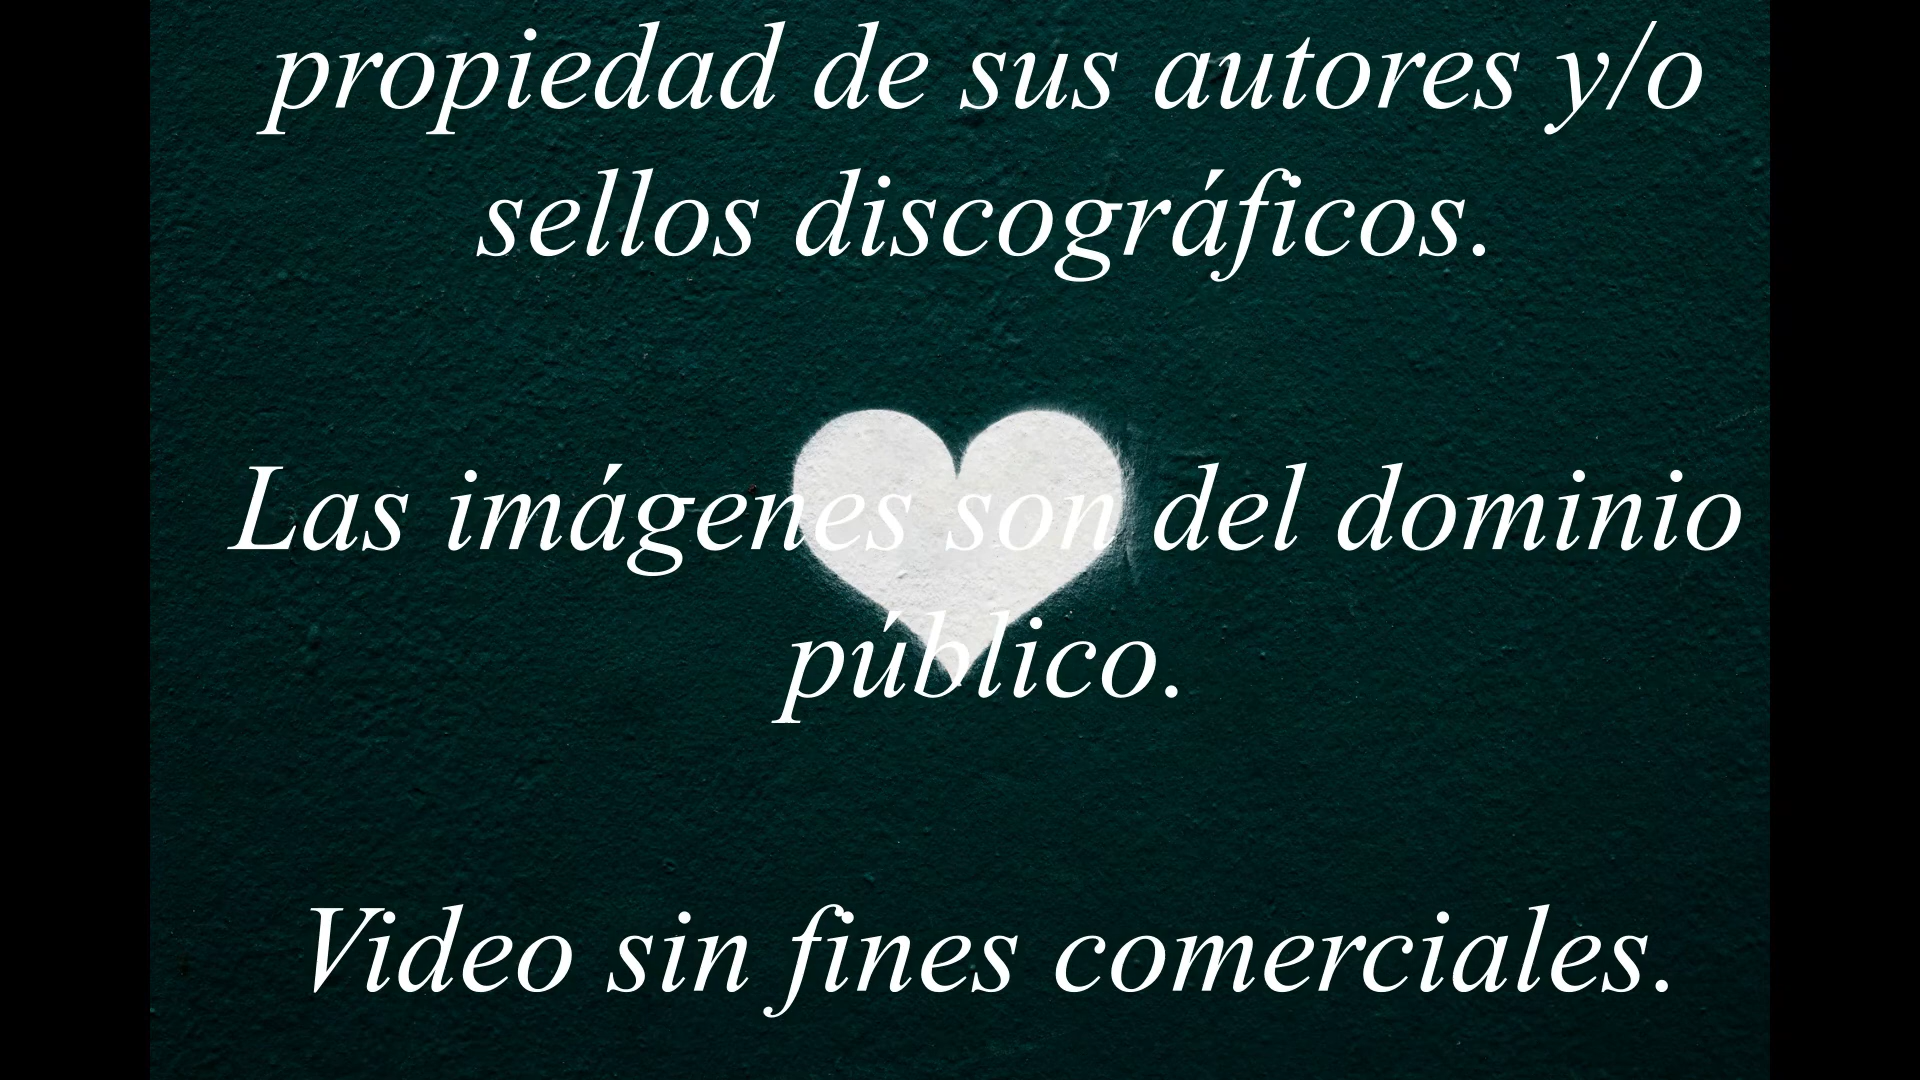 propiedad de sus autores y/o
sellos discográficos.
Las imágenes son del dominio
público.
Video sin fines comerciales.